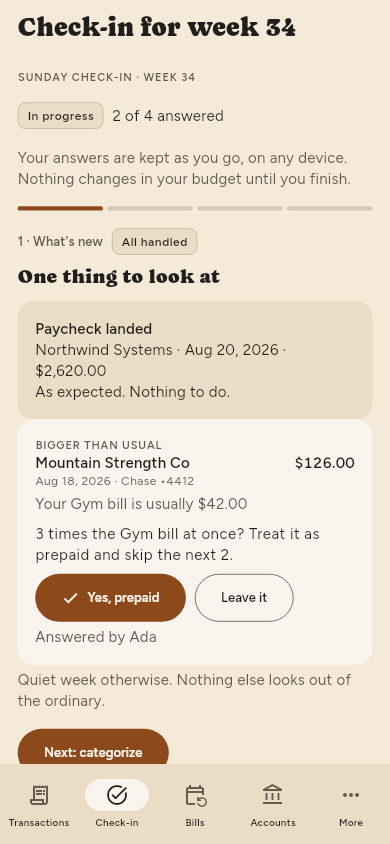 Check-in for week 34
SUNDAY CHECK-IN · WEEK 34
In progress 2 of 4 answered
Your answers are kept as you go, on any device.
Nothing changes in your budget until you finish.
1 · What's new All handled
One thing to look at
Paycheck landed
Northwind Systems · Aug 20, 2026 ·
$2,620.00
As expected. Nothing to do.
BIGGER THAN USUAL
Mountain Strength Co $126.00
Aug 18, 2026 · Chase •4412
Your Gym bill is usually $42.00
3 times the Gym bill at once? Treat it as
prepaid and skip the next 2.
Yes, prepaid Leave it
Answered by Ada
Quiet week otherwise. Nothing else looks out of
the ordinary.
Next: categorize
Transactions Check-in Bills Accounts More